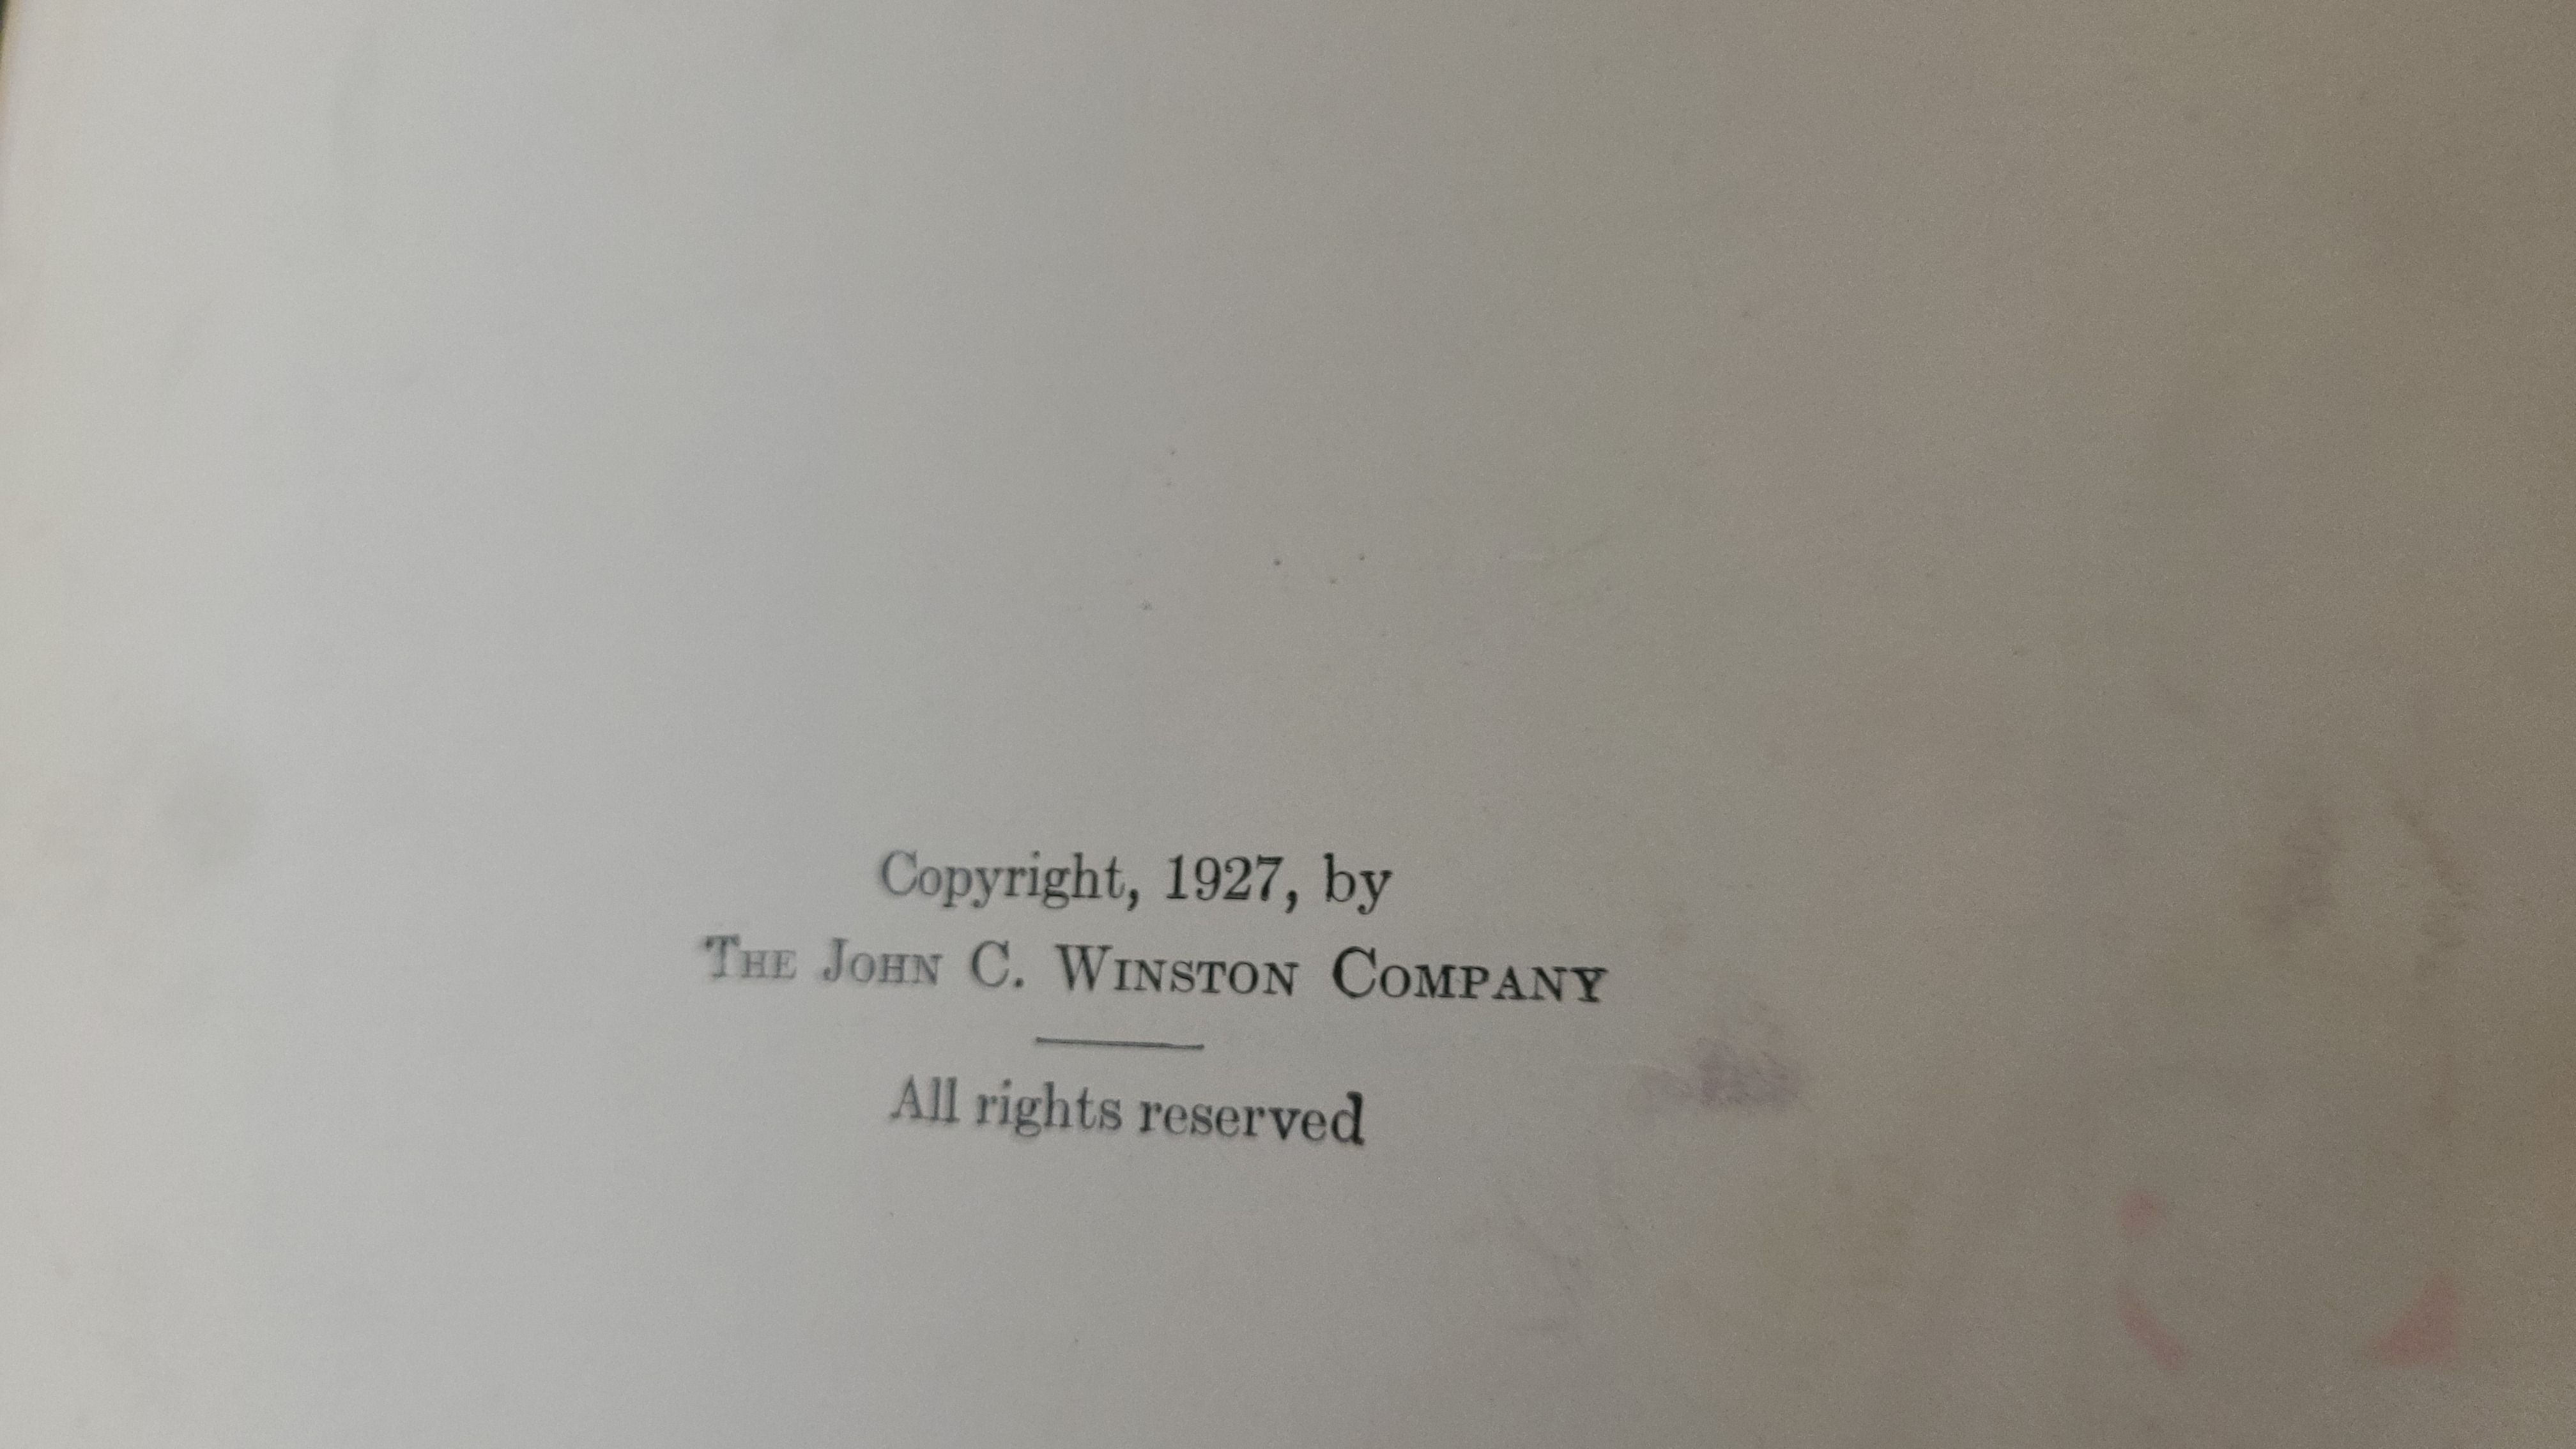 Copyright, 1927, by
THE JOHN C. WINSTON COMPANY
All rights reserved